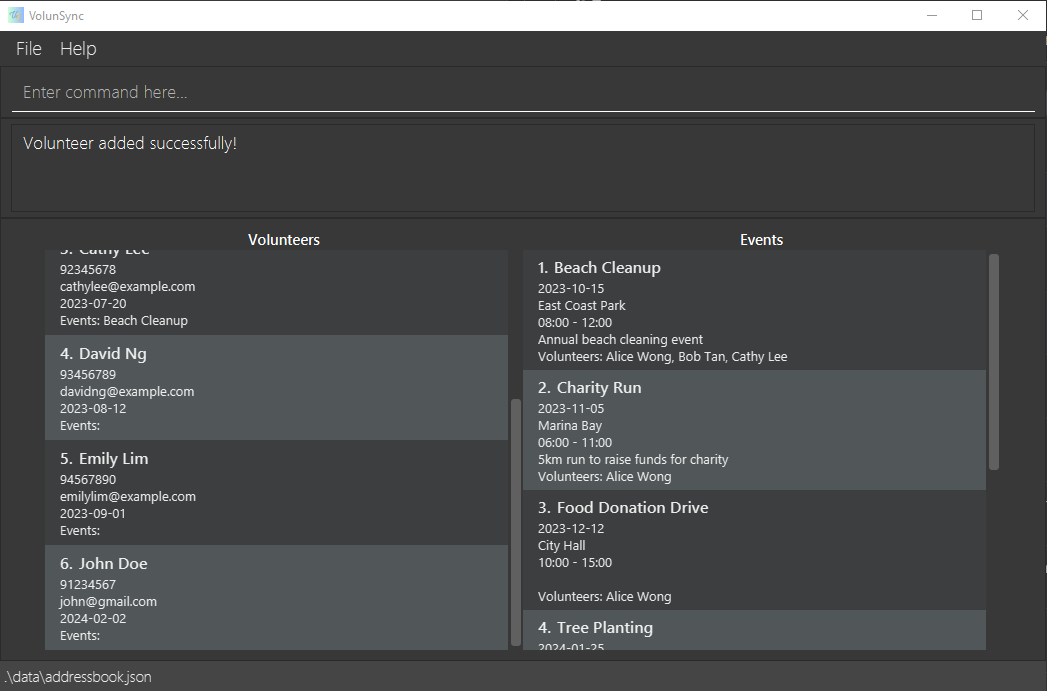 VolunSync
File Help
Enter command here...
Volunteer added successfully!
Volunteers
3. Cathy Lee
92345678
cathylee@example.com
2023-07-20
Events: Beach Cleanup
4. David Ng
93456789
davidng@example.com
2023-08-12
Events:
5. Emily Lim
94567890
emilylim@example.com
2023-09-01
Events:
6. John Doe
91234567
john@gmail.com
2024-02-02
Events:
Events
1. Beach Cleanup
2023-10-15
East Coast Park
08:00 - 12:00
Annual beach cleaning event
Volunteers: Alice Wong, Bob Tan, Cathy Lee
2. Charity Run
2023-11-05
Marina Bay
06:00 - 11:00
5km run to raise funds for charity
Volunteers: Alice Wong
3. Food Donation Drive
2023-12-12
City Hall
10:00 - 15:00
Volunteers: Alice Wong
4. Tree Planting
2024-01-25
.\data\addressbook.json